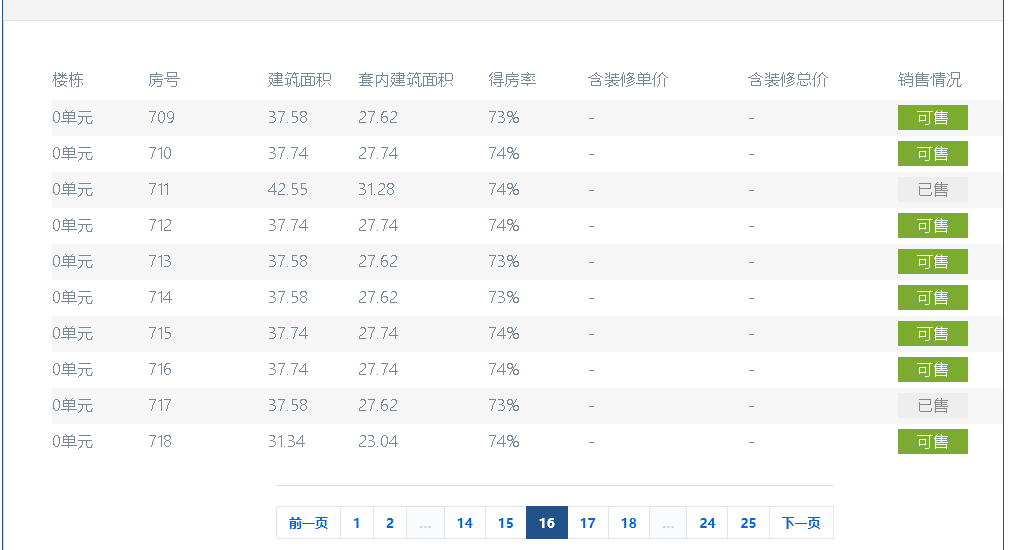 楼栋 房号 建筑面积 套内建筑面积 得房率 含装修单价 含装修总价 销售情况
0单元 709 37.58 27.62 73% - - 可售
0单元 710 37.74 27.74 74% - - 可售
0单元 711 42.55 31.28 74% - - 已售
0单元 712 37.74 27.74 74% - - 可售
0单元 713 37.58 27.62 73% - - 可售
0单元 714 37.58 27.62 73% - - 可售
0单元 715 37.74 27.74 74% - - 可售
0单元 716 37.74 27.74 74% - - 可售
0单元 717 37.58 27.62 73% - - 已售
0单元 718 31.34 23.04 74% - - 可售
前一页 1 2 ... 14 15 16 17 18 ... 24 25 下一页